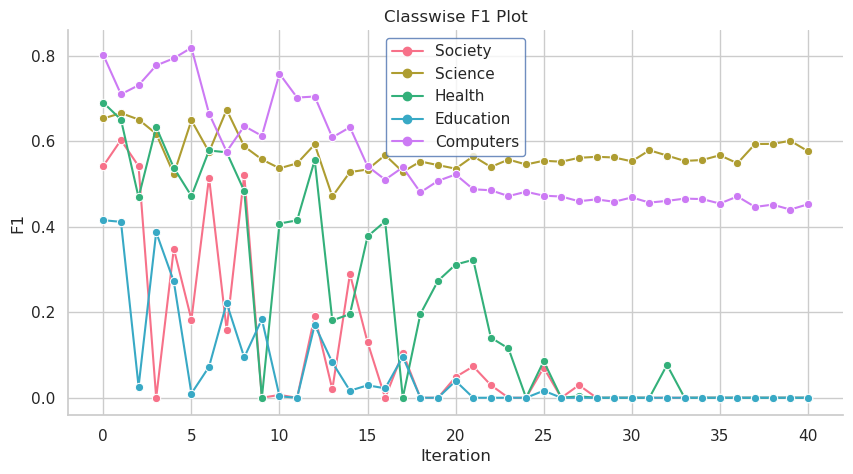 Classwise F1 Plot
Society
Science
Health
Education
Computers
F1
0.8
0.6
0.4
0.2
0.0
0 5 10 15 20 25 30 35 40
Iteration